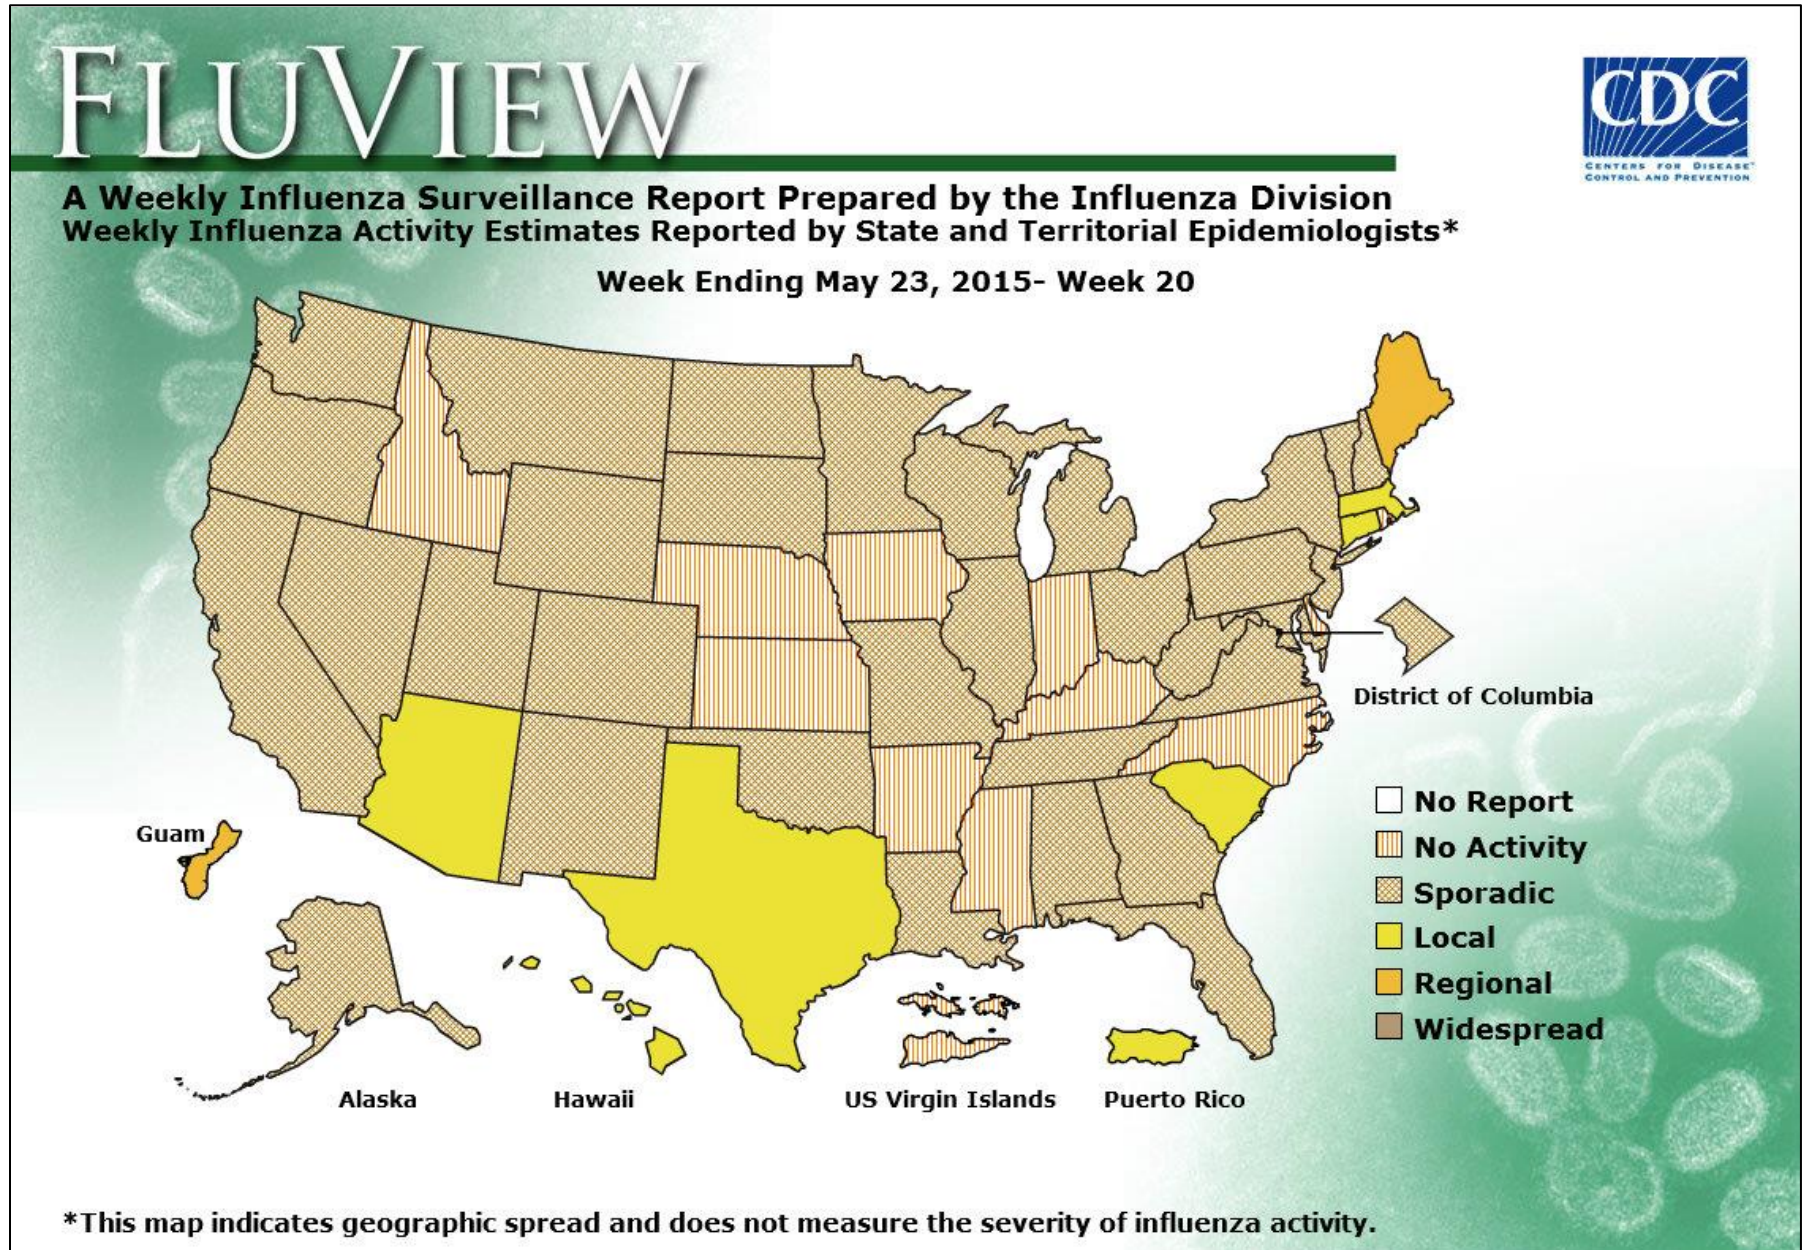 FLUVIEW
CDC
CENTERS FOR DISEASE
CONTROL AND PREVENTION
A Weekly Influenza Surveillance Report Prepared by the Influenza Division
Weekly Influenza Activity Estimates Reported by State and Territorial Epidemiologists*
Week Ending May 23, 2015- Week 20
District of Columbia
No Report
Guam
No Activity
Sporadic
Local
Regional
Widespread
Alaska
Hawaii
US Virgin Islands
Puerto Rico
*This map indicates geographic spread and does not measure the severity of influenza activity.